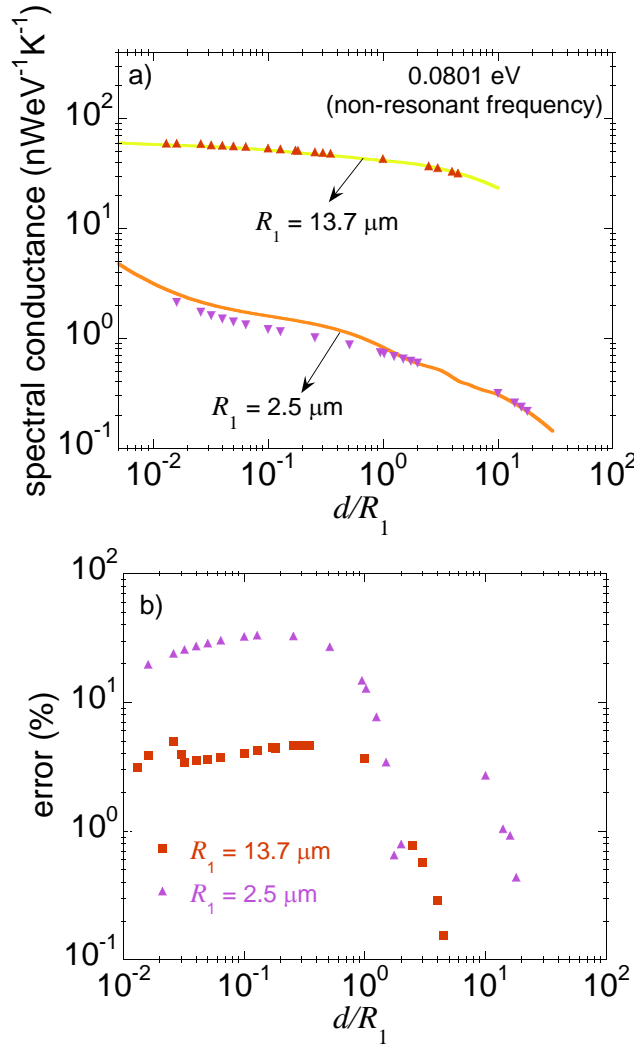 a)
0.0801 eV
(non-resonant frequency)
spectral conductance (nWeV⁻¹K⁻¹)
10²
10¹
10⁰
10⁻¹
R₁ = 13.7 μm
R₁ = 2.5 μm
10⁻² 10⁻¹ 10⁰ 10¹ 10²
d/R₁
b)
error (%)
10²
10¹
10⁰
10⁻¹
R₁ = 13.7 μm
R₁ = 2.5 μm
10⁻² 10⁻¹ 10⁰ 10¹ 10²
d/R₁